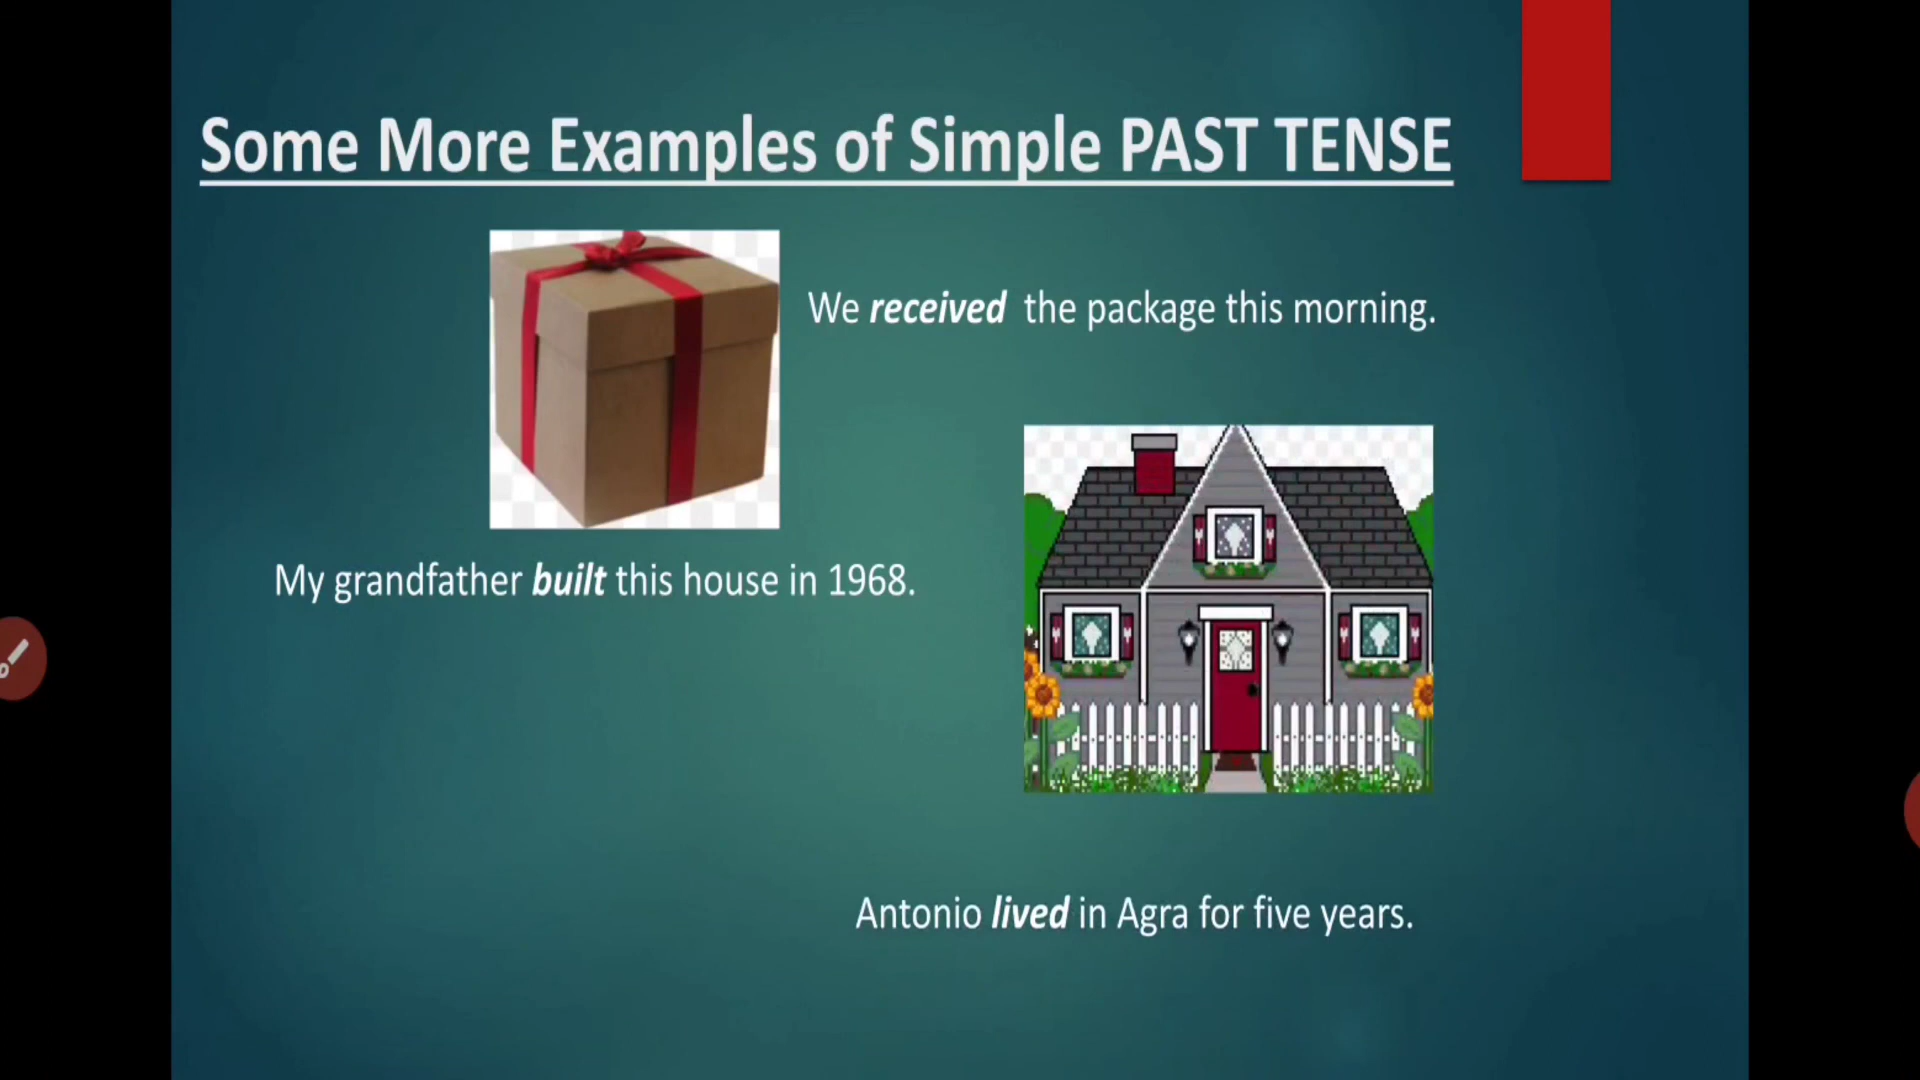 Some More Examples of Simple PAST TENSE
We received the package this morning.
My grandfather built this house in 1968.
Antonio lived in Agra for five years.